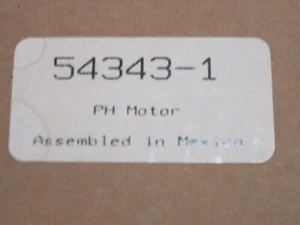 54343-1
PH Motor
Assembled in Mexico